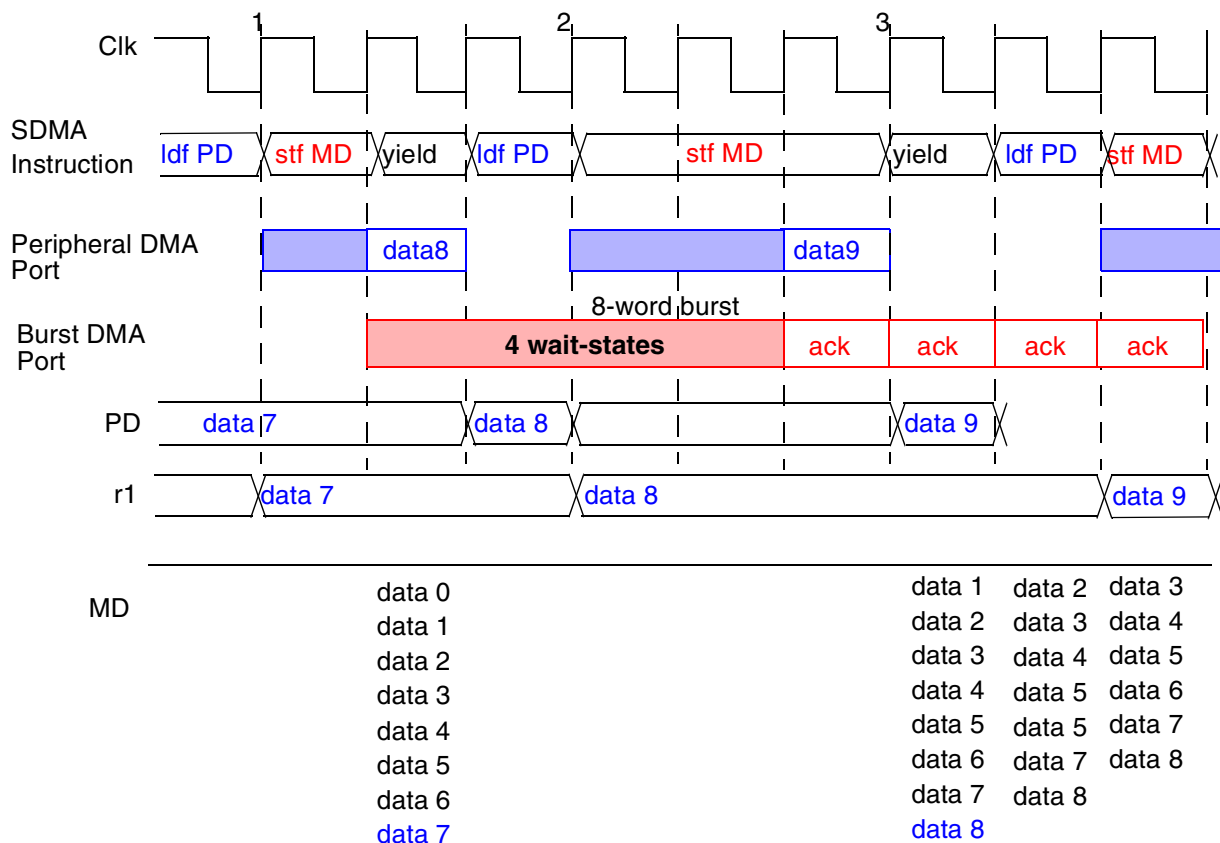 1 2 3
Clk
SDMA
Instruction
ldf PD stf MD yield ldf PD stf MD yield ldf PD stf MD
Peripheral DMA
Port
data8 data9
8-word burst
Burst DMA
Port
4 wait-states ack ack ack ack
PD data 7 data 8 data 9
r1 data 7 data 8 data 9
MD
data 0 data 1 data 2 data 3
data 1 data 2 data 3 data 4
data 2 data 3 data 4 data 5
data 3 data 4 data 5 data 6
data 4 data 5 data 5 data 7
data 5 data 6 data 7 data 8
data 6 data 7 data 8
data 7 data 8